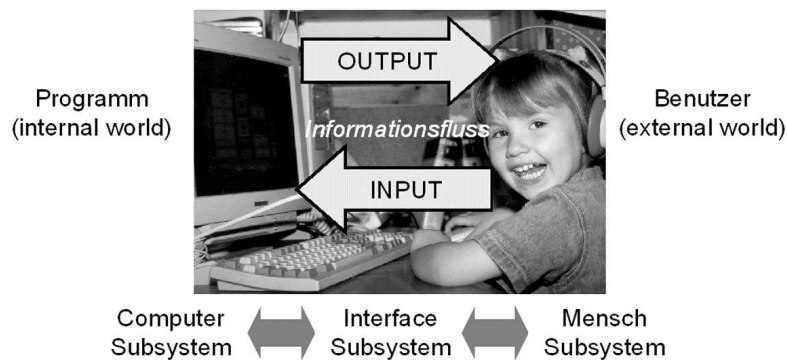 OUTPUT
Programm
(internal world)
Informationsfluss
Benutzer
(external world)
INPUT
Computer
Subsystem
Interface
Subsystem
Mensch
Subsystem